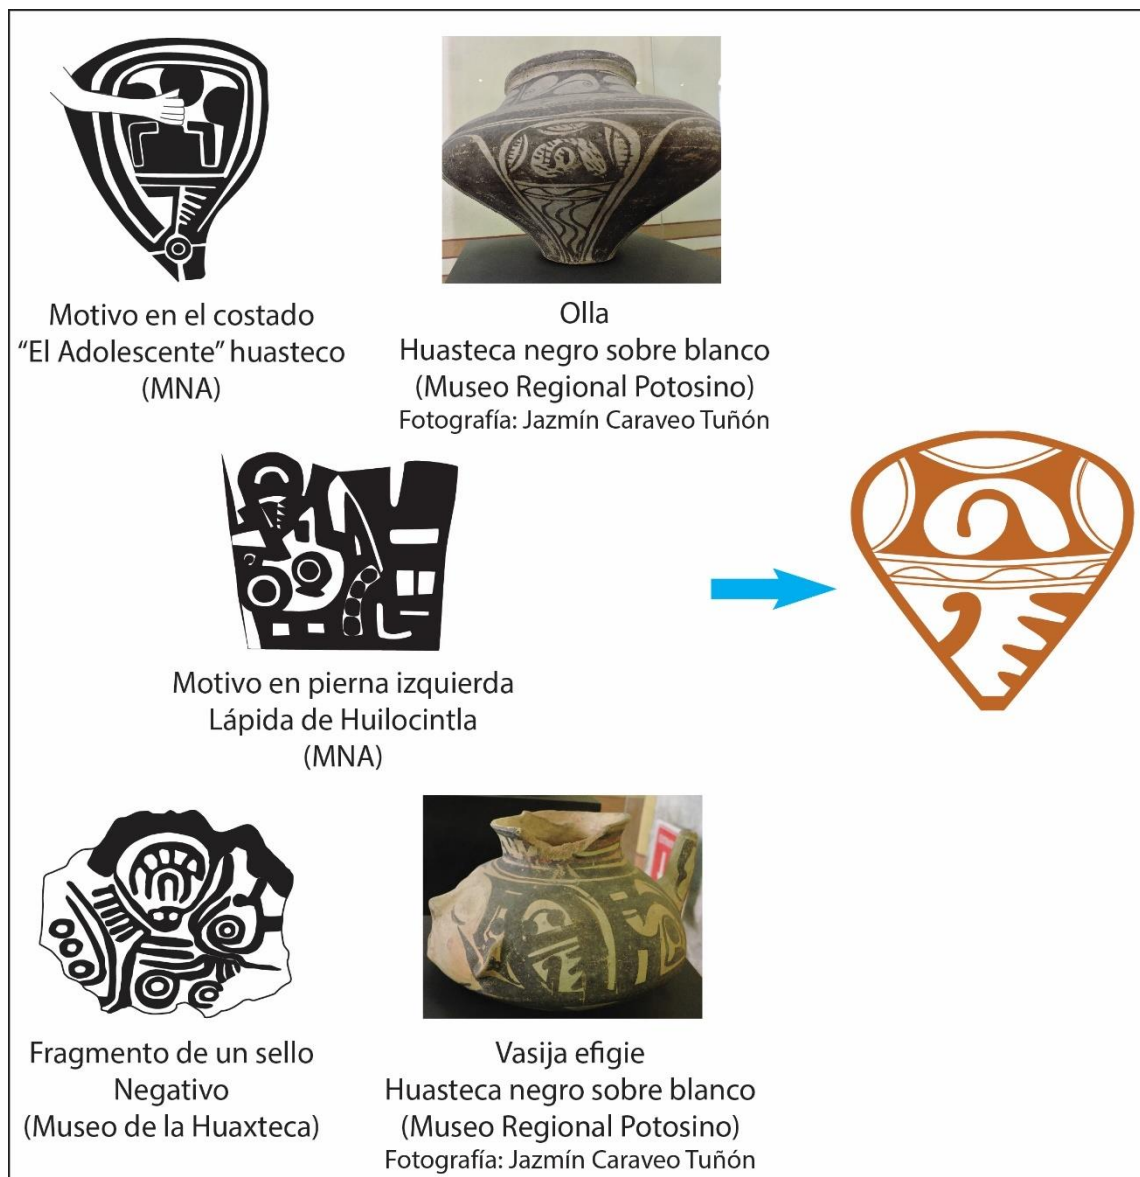 Motivo en el costado
“El Adolescente” huasteco
(MNA)
Olla
Huasteca negro sobre blanco
(Museo Regional Potosino)
Fotografía: Jazmín Caraveo Tuñón
Motivo en pierna izquierda
Lápida de Huilocintla
(MNA)
Fragmento de un sello
Negativo
(Museo de la Huaxteca)
Vasija efigie
Huasteca negro sobre blanco
(Museo Regional Potosino)
Fotografía: Jazmín Caraveo Tuñón